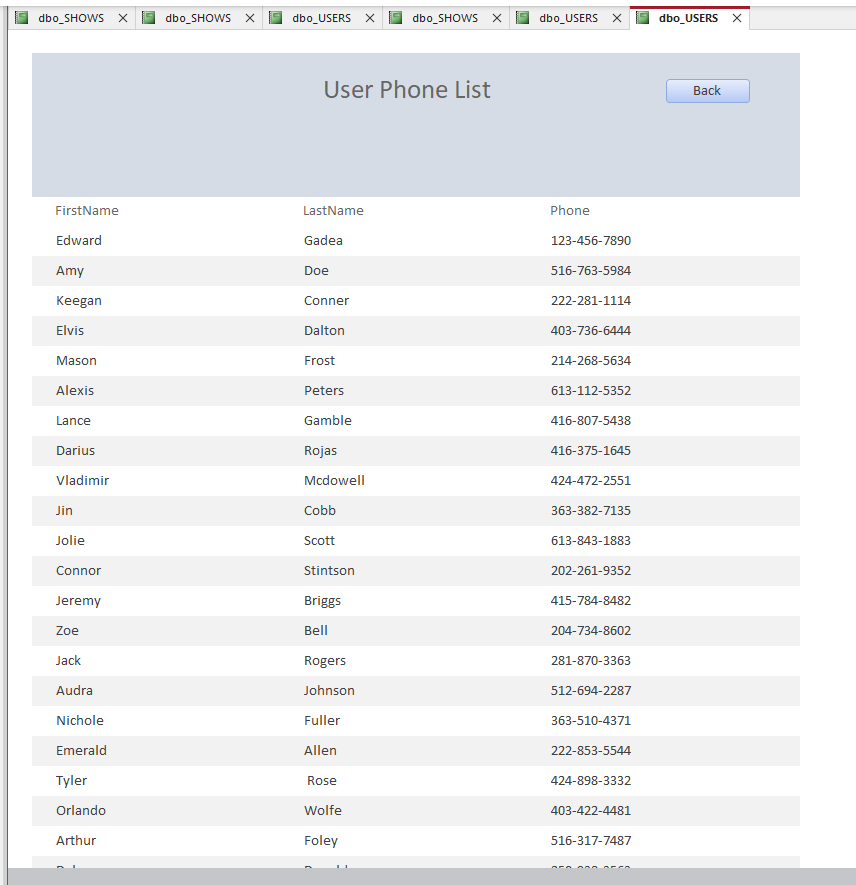 dbo_SHOWS dbo_SHOWS dbo_USERS dbo_SHOWS dbo_USERS dbo_USERS
User Phone List Back
FirstName LastName Phone
Edward Gadea 123-456-7890
Amy Doe 516-763-5984
Keegan Conner 222-281-1114
Elvis Dalton 403-736-6444
Mason Frost 214-268-5634
Alexis Peters 613-112-5352
Lance Gamble 416-807-5438
Darius Rojas 416-375-1645
Vladimir Mcdowell 424-472-2551
Jin Cobb 363-382-7135
Jolie Scott 613-843-1883
Connor Stintson 202-261-9352
Jeremy Briggs 415-784-8482
Zoe Bell 204-734-8602
Jack Rogers 281-870-3363
Audra Johnson 512-694-2287
Nichole Fuller 363-510-4371
Emerald Allen 222-853-5544
Tyler Rose 424-898-3332
Orlando Wolfe 403-422-4481
Arthur Foley 516-317-7487